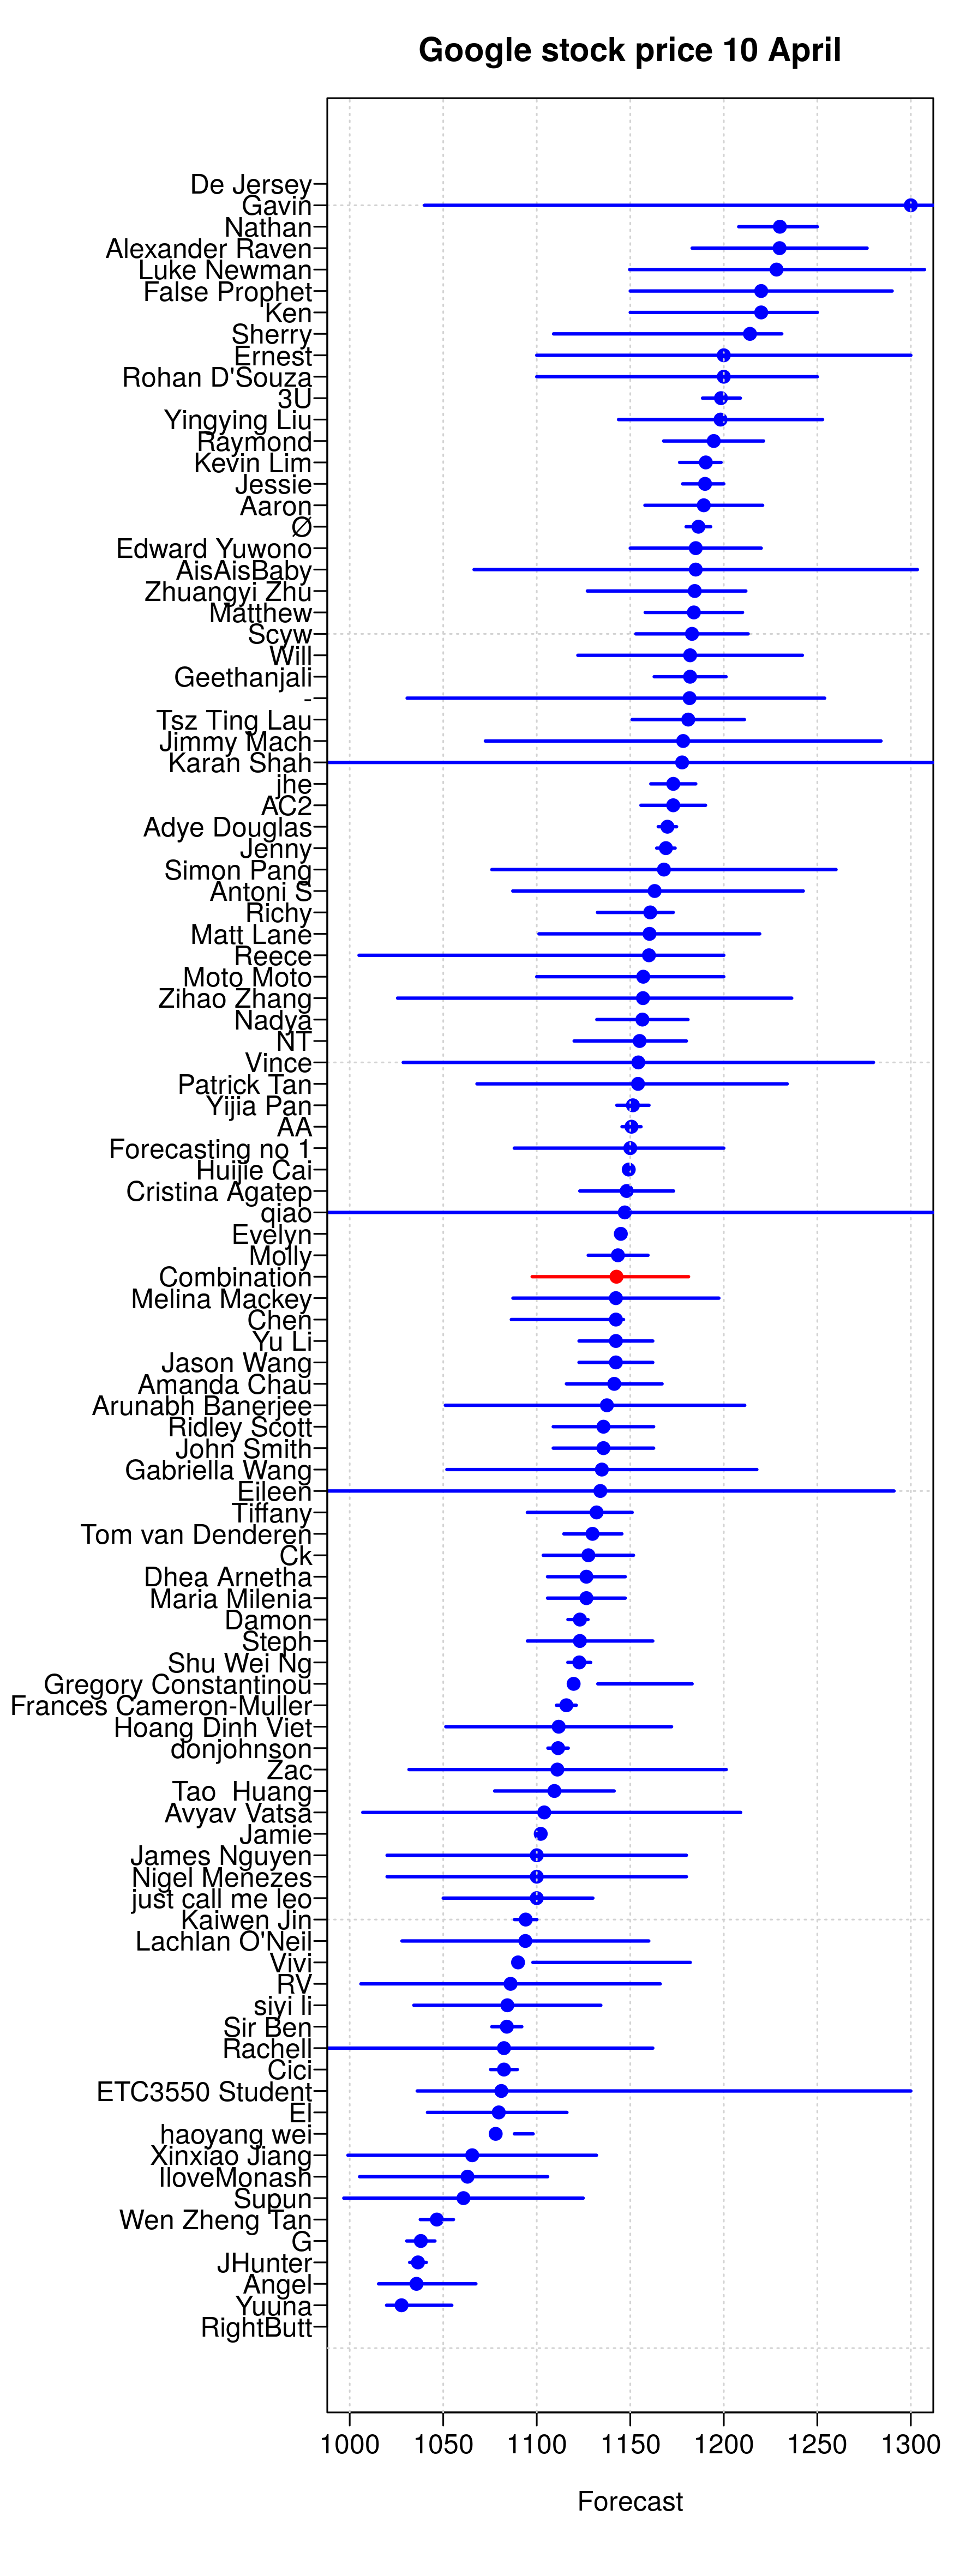 Google stock price 10 April
De Jersey
Gavin
Nathan
Alexander Raven
Luke Newman
False Prophet
Ken
Sherry
Ernest
Rohan D'Souza
3U
Yingying Liu
Raymond
Kevin Lim
Jessie
Aaron
Ø
Edward Yuwono
AisAisBaby
Zhuangyi Zhu
Matthew
Scyw
Will
Geethanjali
-
Tsz Ting Lau
Jimmy Mach
Karan Shah
jhe
AC2
Adye Douglas
Jenny
Simon Pang
Antoni S
Richy
Matt Lane
Reece
Moto Moto
Zihao Zhang
Nadya
NT
Vince
Patrick Tan
Yijia Pan
AA
Forecasting no 1
Huijie Cai
Cristina Agatep
qiao
Evelyn
Molly
Combination
Melina Mackey
Chen
Yu Li
Jason Wang
Amanda Chau
Arunabh Banerjee
Ridley Scott
John Smith
Gabriella Wang
Eileen
Tiffany
Tom van Denderen
Ck
Dhea Arnetha
Maria Milenia
Damon
Steph
Shu Wei Ng
Gregory Constantinou
Frances Cameron-Muller
Hoang Dinh Viet
donjohnson
Zac
Tao  Huang
Avyav Vatsa
Jamie
James Nguyen
Nigel Menezes
just call me leo
Kaiwen Jin
Lachlan O'Neil
Vivi
RV
siyi li
Sir Ben
Rachell
Cici
ETC3550 Student
El
haoyang wei
Xinxiao Jiang
IloveMonash
Supun
Wen Zheng Tan
G
JHunter
Angel
Yuuna
RightButt
1000 1050 1100 1150 1200 1250 1300
Forecast